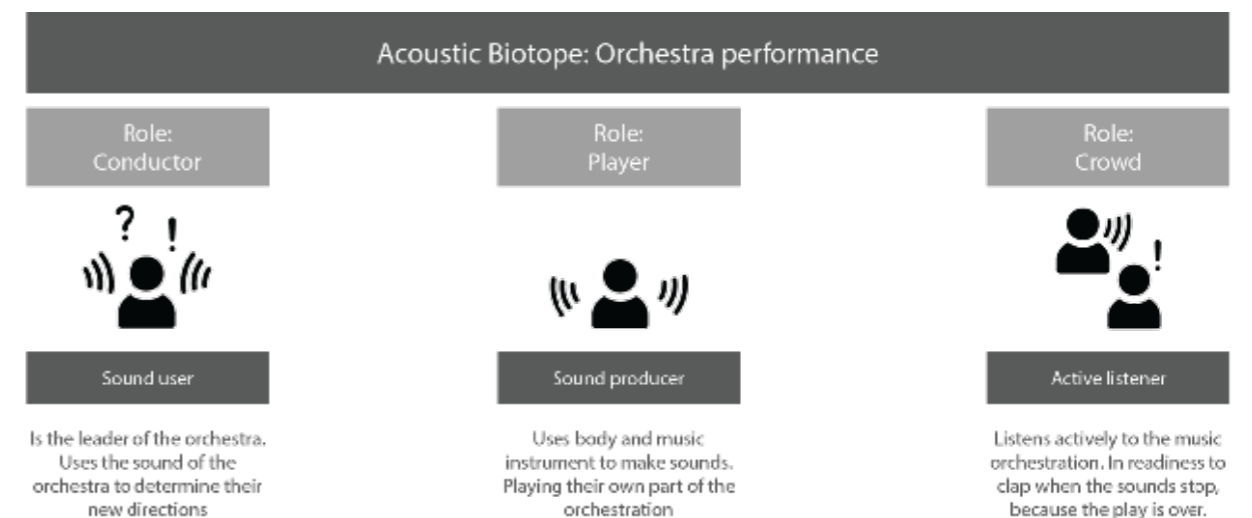 Acoustic Biotope: Orchestra performance
Role:
Conductor
? !
Sound user
Is the leader of the orchestra.
Uses the sound of the
orchestra to determine their
new directions
Role:
Player
Sound producer
Uses body and music
instrument to make sounds.
Playing their own part of the
orchestration
Role:
Crowd
!
Active listener
Listens actively to the music
orchestration. In readiness to
clap when the sounds stop,
because the play is over.